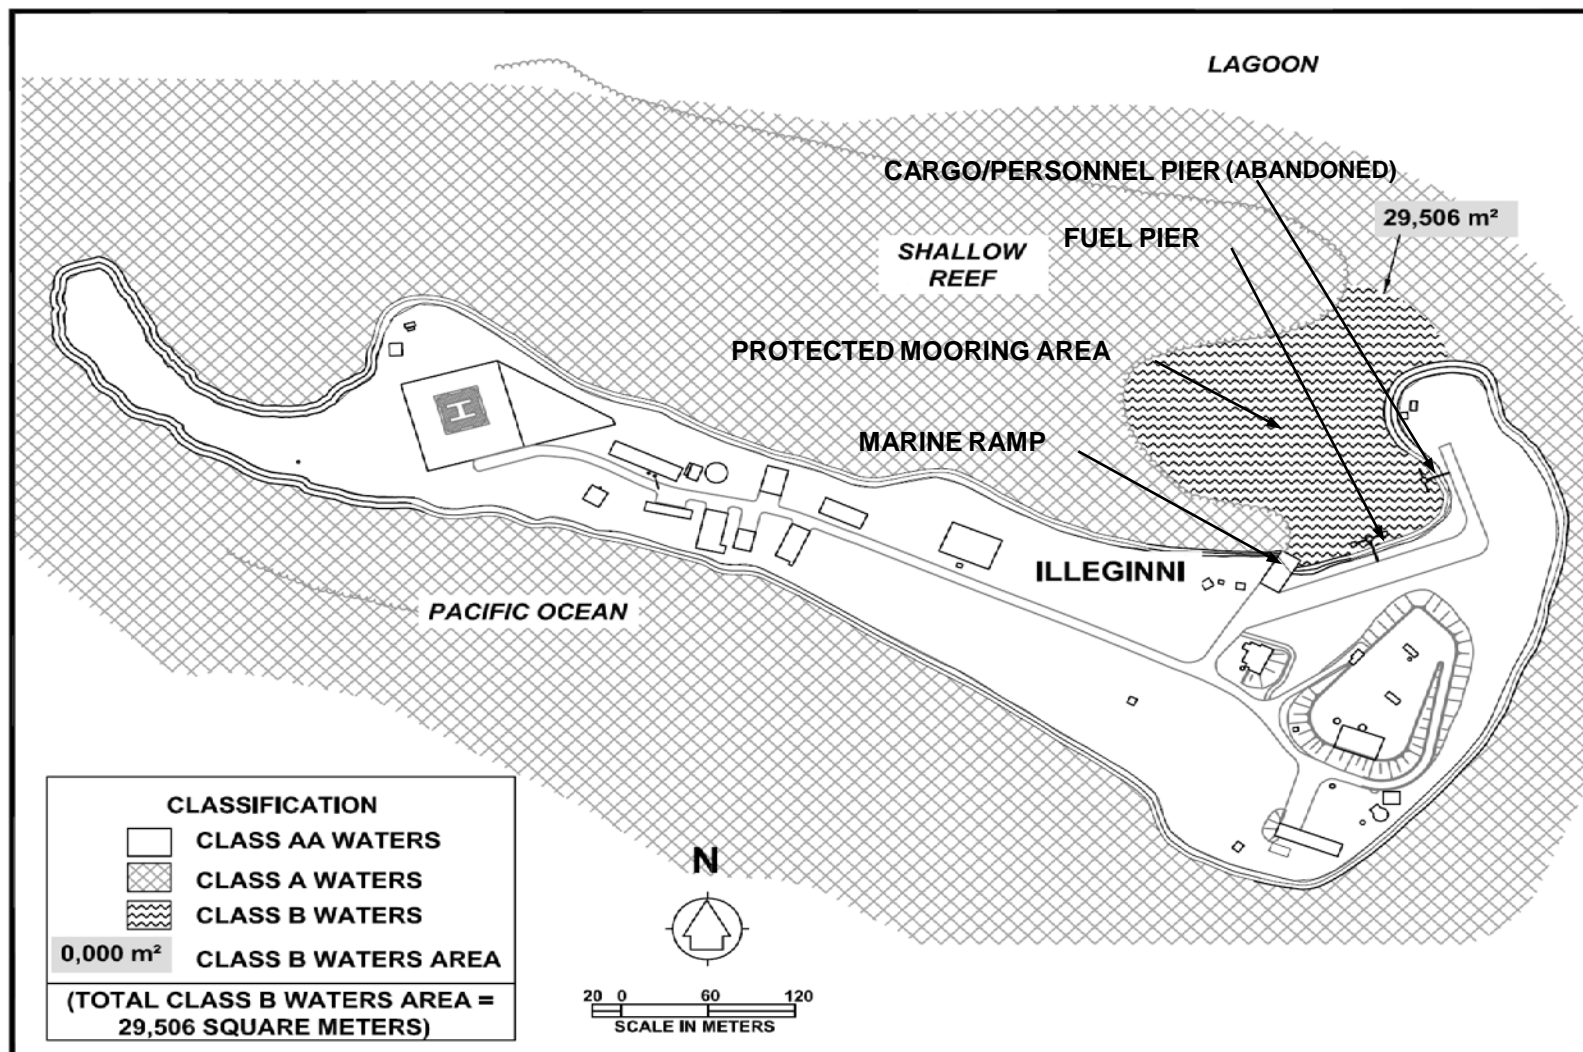 LAGOON
CARGO/PERSONNEL PIER (ABANDONED)
29,506 m²
FUEL PIER
SHALLOW
REEF
PROTECTED MOORING AREA
H
MARINE RAMP
ILLEGINNI
PACIFIC OCEAN
CLASSIFICATION
CLASS AA WATERS
CLASS A WATERS
CLASS B WATERS
0,000 m² CLASS B WATERS AREA
(TOTAL CLASS B WATERS AREA =
29,506 SQUARE METERS)
N
20 0 60 120
SCALE IN METERS